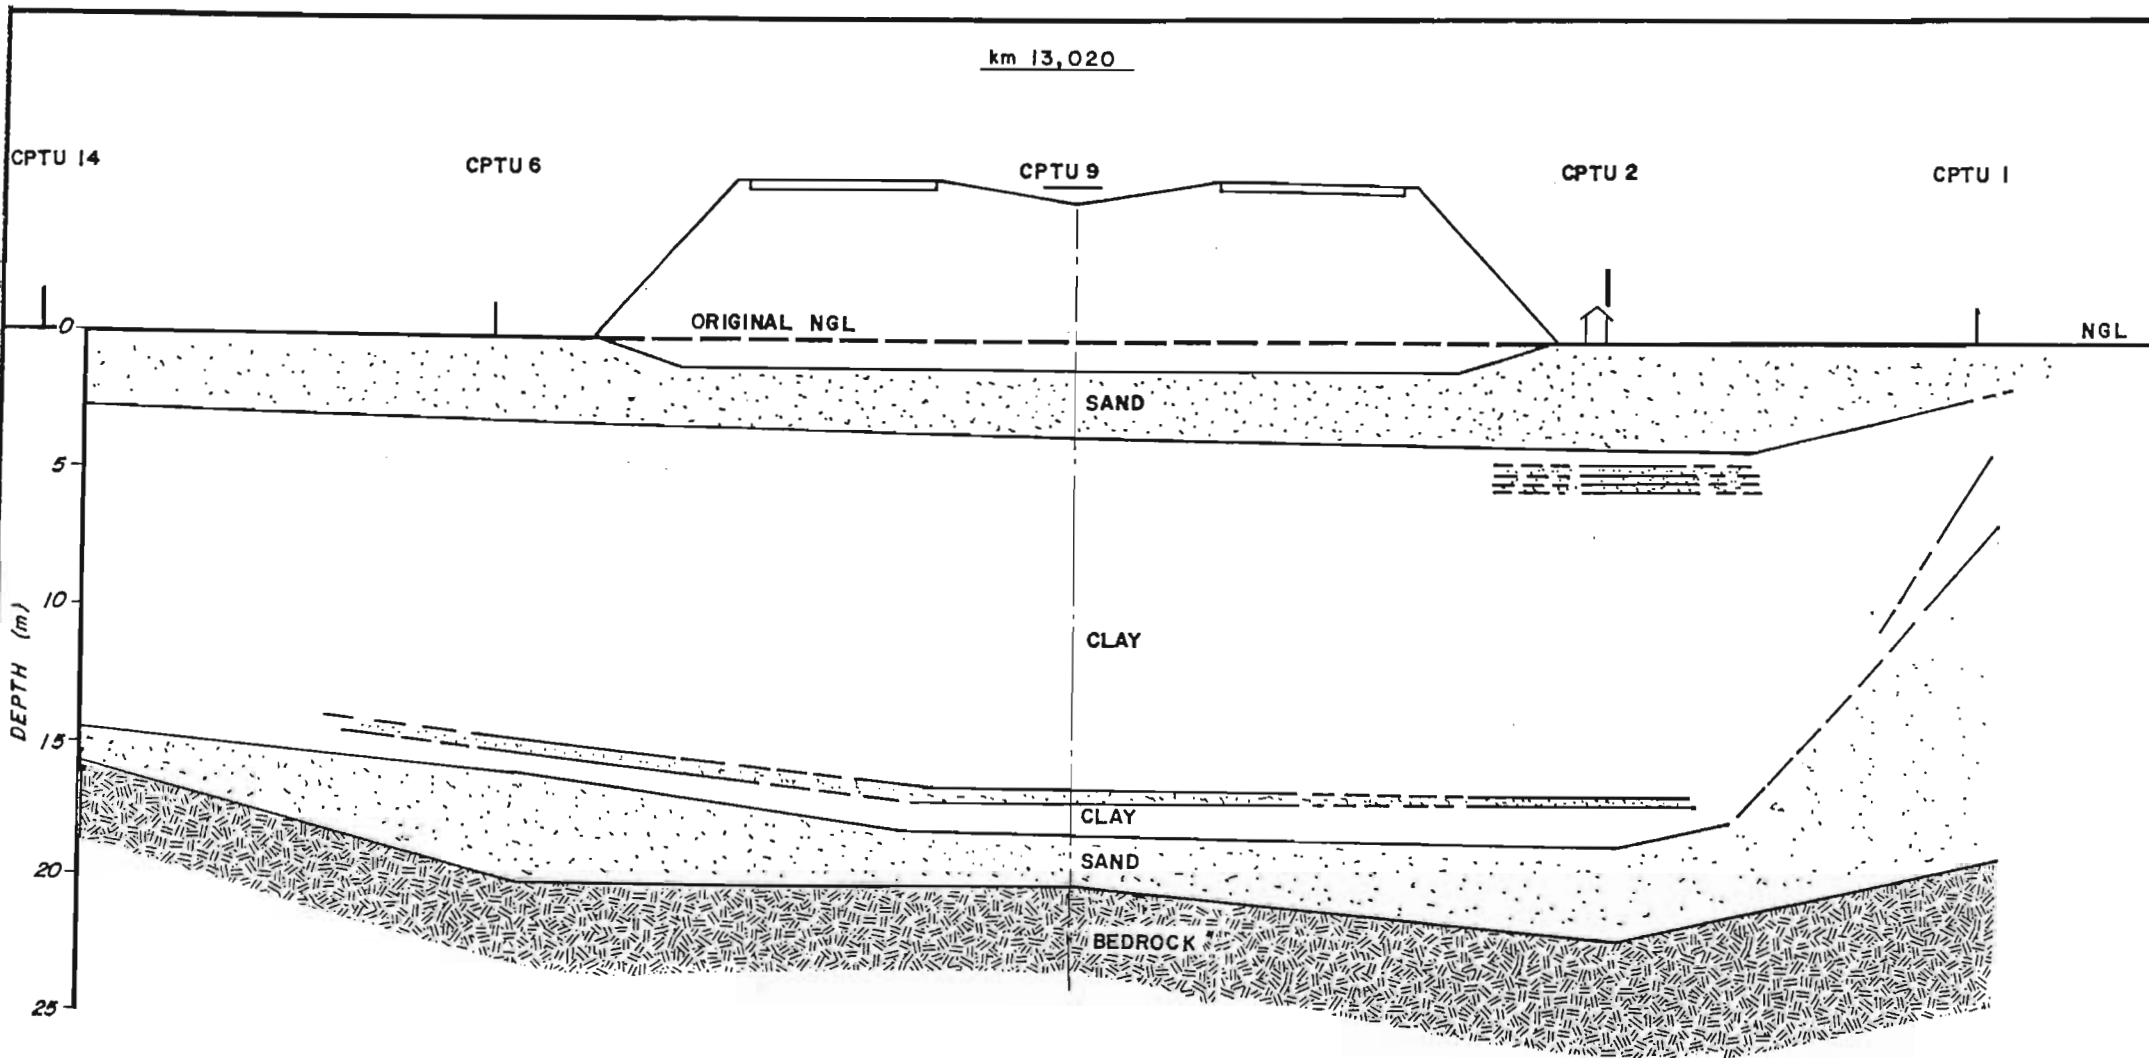 km 13,020
CPTU 14
CPTU 6
CPTU 9
CPTU 2
CPTU 1
0
ORIGINAL NGL
NGL
SAND
5
10
CLAY
DEPTH (m)
15
CLAY
SAND
20
BEDROCK
25